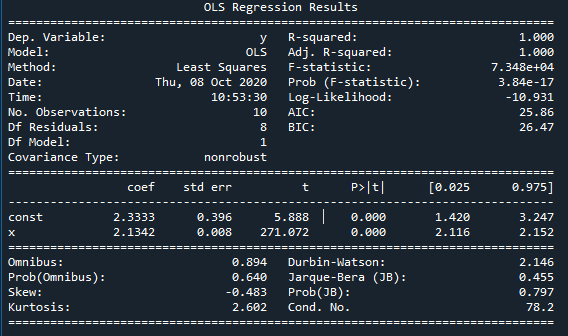 OLS Regression Results
==============================================================================
Dep. Variable: y R-squared: 1.000
Model: OLS Adj. R-squared: 1.000
Method: Least Squares F-statistic: 7.348e+04
Date: Thu, 08 Oct 2020 Prob (F-statistic): 3.84e-17
Time: 10:53:30 Log-Likelihood: -10.931
No. Observations: 10 AIC: 25.86
Df Residuals: 8 BIC: 26.47
Df Model: 1
Covariance Type: nonrobust
==============================================================================
coef std err t P>|t| [0.025 0.975]
------------------------------------------------------------------------------
const 2.3333 0.396 5.888 0.000 1.420 3.247
x 2.1342 0.008 271.072 0.000 2.116 2.152
==============================================================================
Omnibus: 0.894 Durbin-Watson: 2.146
Prob(Omnibus): 0.640 Jarque-Bera (JB): 0.455
Skew: -0.483 Prob(JB): 0.797
Kurtosis: 2.602 Cond. No. 78.2
==============================================================================